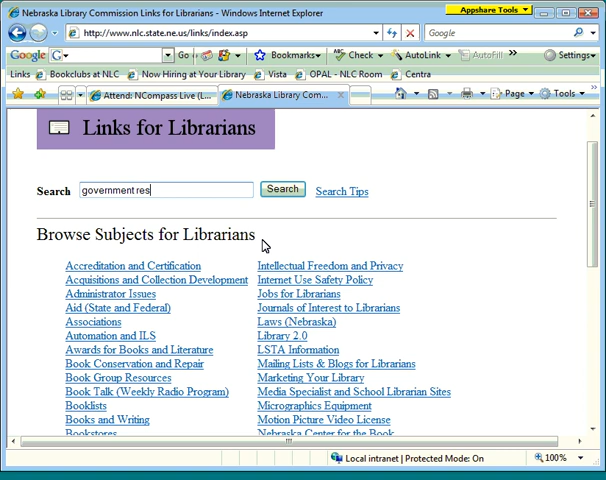 Nebraska Library Commission Links for Librarians - Windows Internet Explorer
Appshare Tools
http://www.nlc.state.ne.us/links/index.asp
Google
Google G
Go
Bookmarks
Check
AutoLink
AutoFill
Settings
Links Bookclubs at NLC Now Hiring at Your Library Vista OPAL - NLC Room Centra
Attend: NCompass Live (L...
Nebraska Library Com...
Page
Tools
Links for Librarians
Search
government res
Search
Search Tips
Browse Subjects for Librarians
Accreditation and Certification
Acquisitions and Collection Development
Administrator Issues
Aid (State and Federal)
Associations
Automation and ILS
Awards for Books and Literature
Book Conservation and Repair
Book Group Resources
Book Talk (Weekly Radio Program)
Booklists
Books and Writing
Bookstores
Intellectual Freedom and Privacy
Internet Use Safety Policy
Jobs for Librarians
Journals of Interest to Librarians
Laws (Nebraska)
Library 2.0
LSTA Information
Mailing Lists & Blogs for Librarians
Marketing Your Library
Media Specialist and School Librarian Sites
Micrographics Equipment
Motion Picture Video License
Nebraska Center for the Book
Local intranet | Protected Mode: On
100%